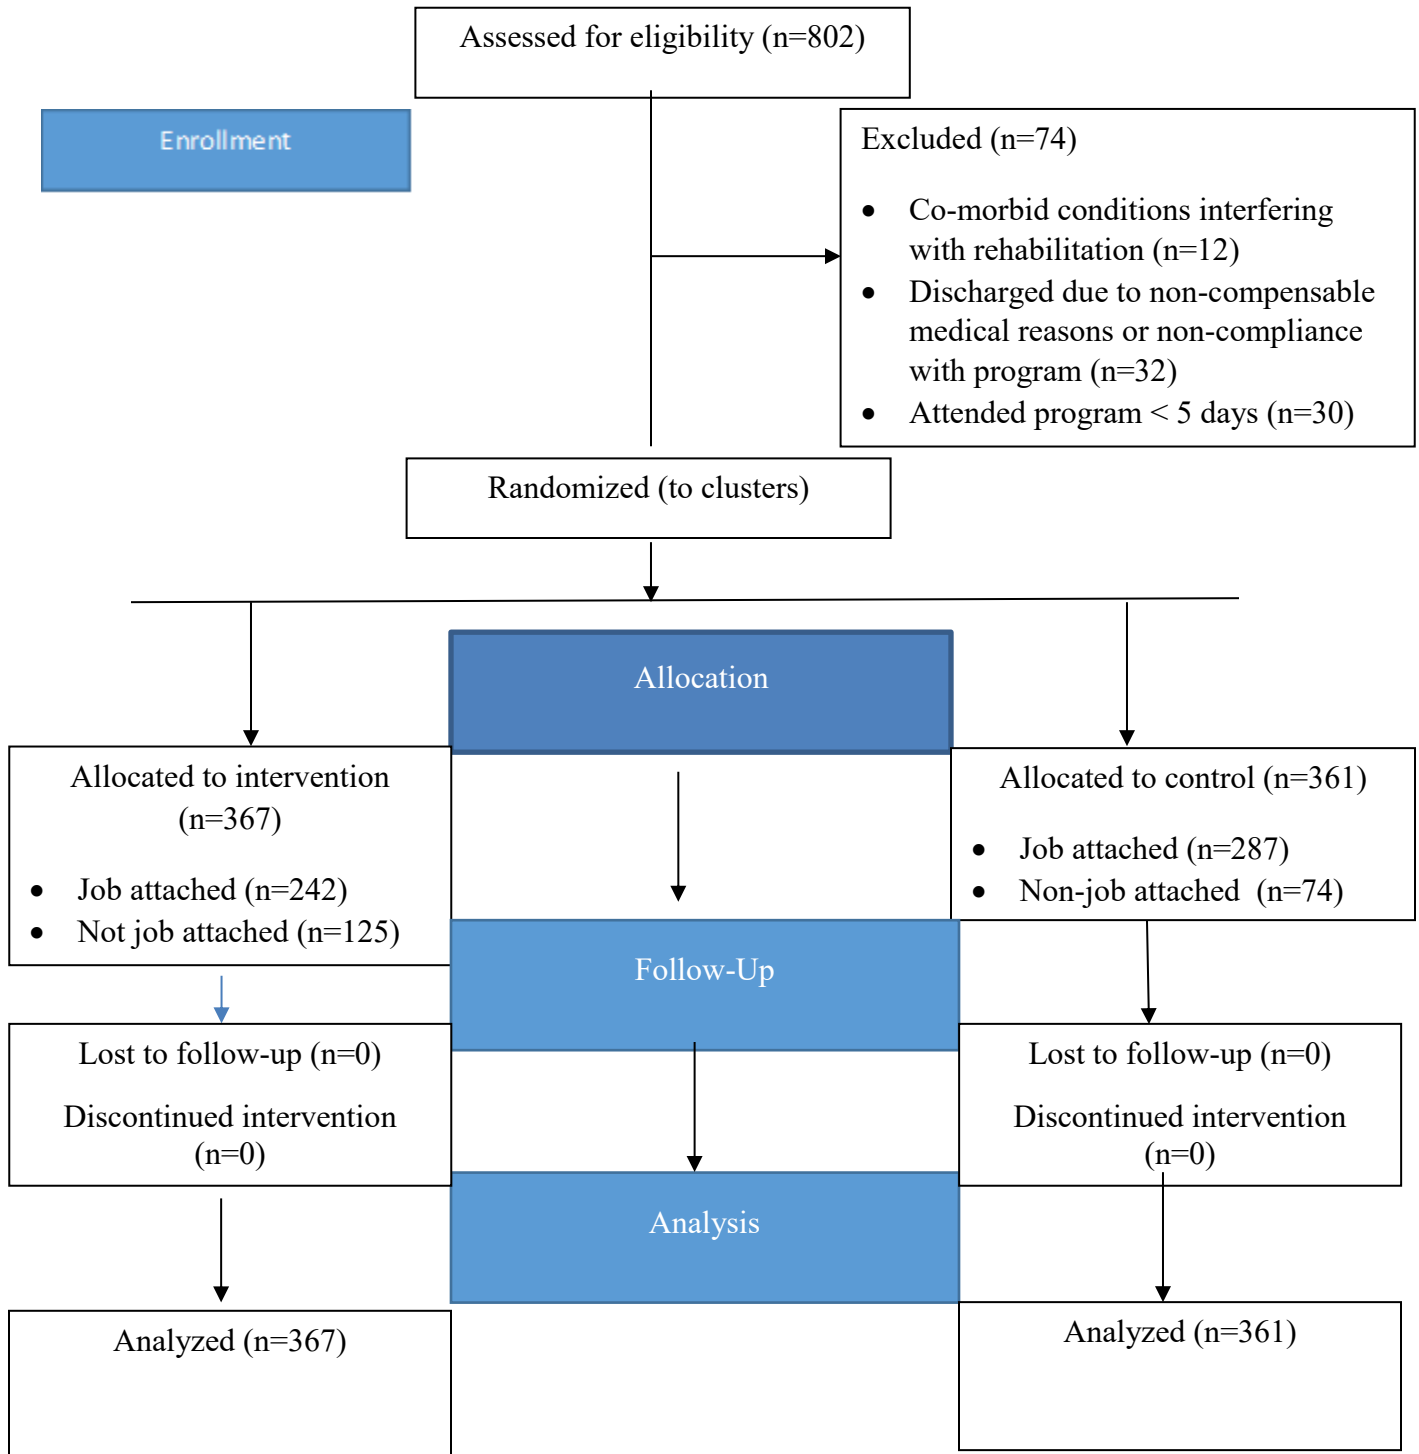 Assessed for eligibility (n=802)
Enrollment
Excluded (n=74)
• Co-morbid conditions interfering
with rehabilitation (n=12)
• Discharged due to non-compensable
medical reasons or non-compliance
with program (n=32)
• Attended program < 5 days (n=30)
Randomized (to clusters)
Allocation
Allocated to intervention
(n=367)
• Job attached (n=242)
• Not job attached (n=125)
Allocated to control (n=361)
• Job attached (n=287)
• Non-job attached  (n=74)
Follow-Up
Lost to follow-up (n=0)
Discontinued intervention
(n=0)
Lost to follow-up (n=0)
Discontinued intervention
(n=0)
Analysis
Analyzed (n=367)
Analyzed (n=361)